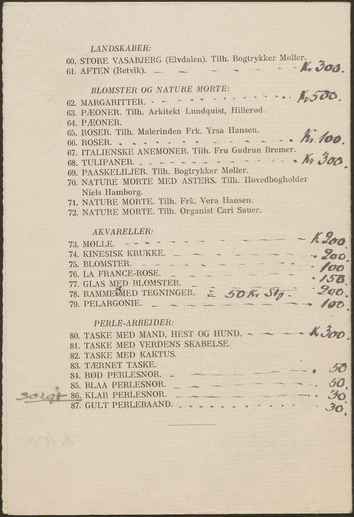 LANDSKABER:
60. STORE VASABJERG (Elvdalen). Tilh. Bogtrykker Møller.
61. AFTEN (Retvik). Kr 300.
BLOMSTER OG NATURE MORTE:
62. MARGARITTER. Kr 500.
63. PÆONER. Tilh. Arkitekt Lundquist, Hillerød.
64. PÆONER.
65. ROSER. Tilh. Malerinden Frk. Yrsa Hansen.
66. ROSER. Kr. 100.
67. ITALIENSKE ANEMONER. Tilh. Fru Gudrun Bremer.
68. TULIPANER. Kr 300.
69. PAASKELILJER. Tilh. Bogtrykker Møller.
70. NATURE MORTE MED ASTERS. Tilh. Hovedbogholder
Niels Hamborg.
71. NATURE MORTE. Tilh. Frk. Vera Hansen.
72. NATURE MORTE. Tilh. Organist Carl Sauer.
AKVARELLER:
73. MØLLE. K 200.
74. KINESISK KRUKKE. 200.
75. BLOMSTER. 100
76. LA FRANCE-ROSE. 150.
77. GLAS MED BLOMSTER. 200.
78. RAMME MED TEGNINGER. à 50 Kr Stp.
79. PELARGONIE. 100.
PERLE-ARBEJDER:
80. TASKE MED MAND, HEST OG HUND. K 300.
81. TASKE MED VERDENS SKABELSE.
82. TASKE MED KAKTUS.
83. TÆRNET TASKE.
84. RØD PERLESNOR. 50
85. BLAA PERLESNOR. 50.
solgt 86. KLAR PERLESNOR. 30
87. GULT PERLEBAAND. 30.